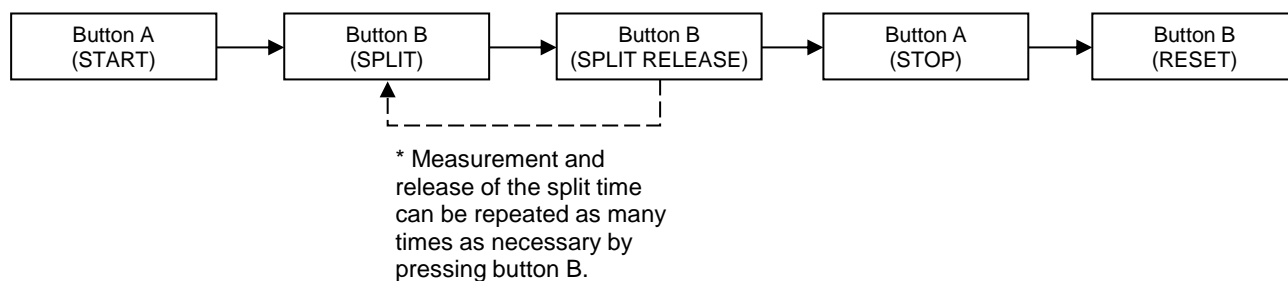 Button A
(START)
Button B
(SPLIT)
Button B
(SPLIT RELEASE)
Button A
(STOP)
Button B
(RESET)
* Measurement and
release of the split time
can be repeated as many
times as necessary by
pressing button B.